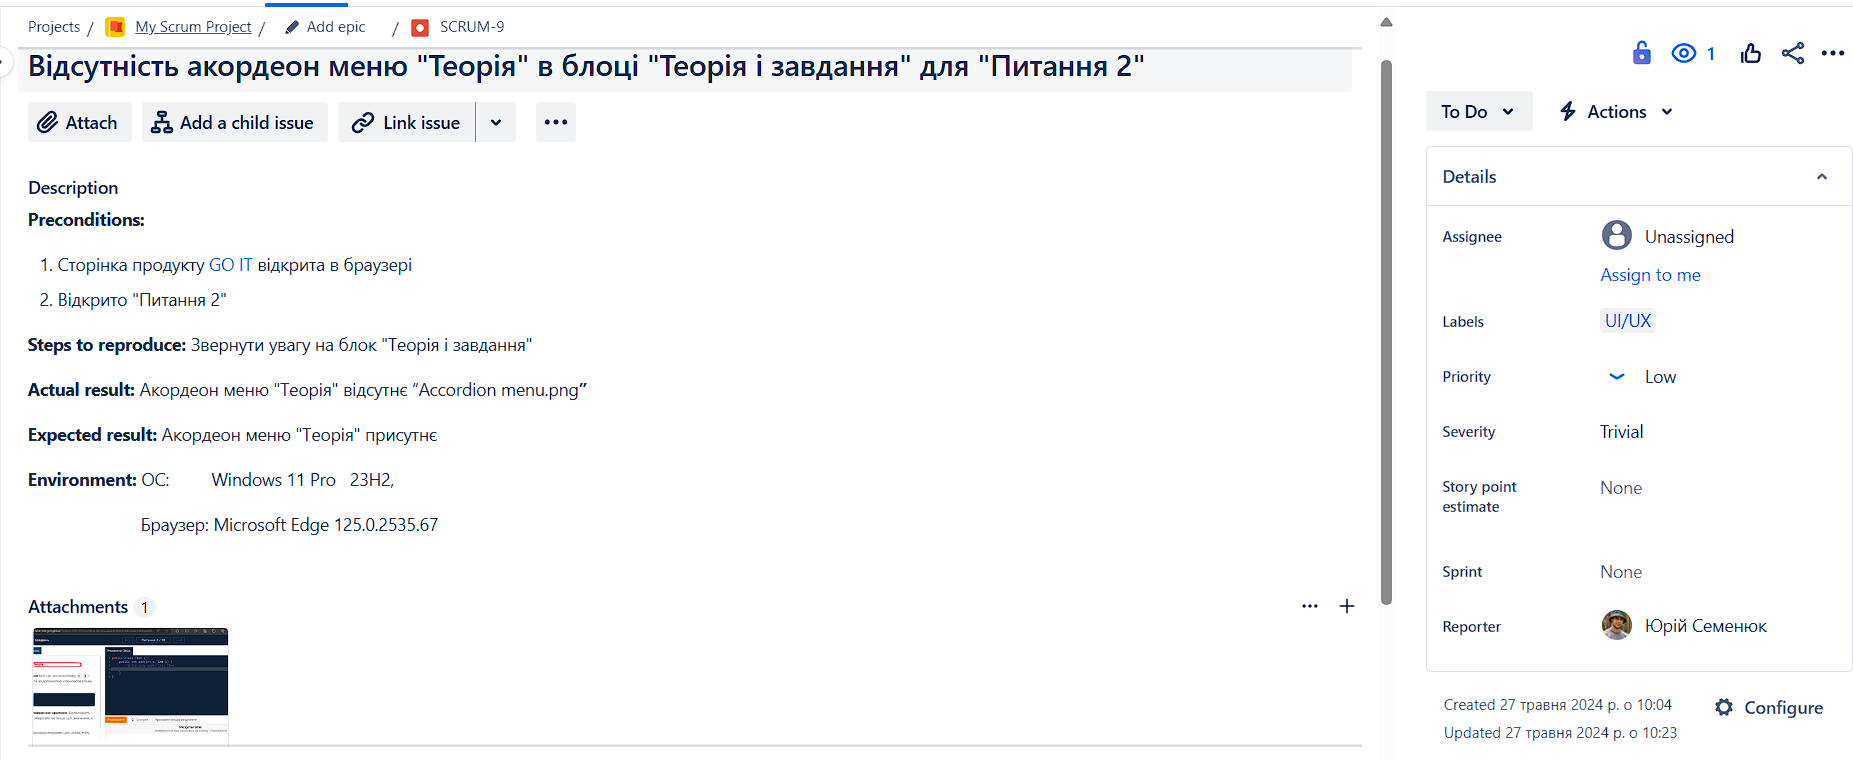 Projects / My Scrum Project / Add epic / SCRUM-9
Відсутність акордеон меню "Теорія" в блоці "Теорія і завдання" для "Питання 2"
Attach Add a child issue Link issue
Description
Preconditions:
1. Сторінка продукту GO IT відкрита в браузері
2. Відкрито "Питання 2"
Steps to reproduce: Звернути увагу на блок "Теорія і завдання"
Actual result: Акордеон меню "Теорія" відсутнє “Accordion menu.png”
Expected result: Акордеон меню "Теорія" присутнє
Environment: ОС: Windows 11 Pro 23H2,
Браузер: Microsoft Edge 125.0.2535.67
Attachments 1
1
To Do Actions
Details
Assignee Unassigned
Assign to me
Labels UI/UX
Priority Low
Severity Trivial
Story point estimate None
Sprint None
Reporter Юрій Семенюк
Created 27 травня 2024 р. о 10:04
Updated 27 травня 2024 р. о 10:23
Configure